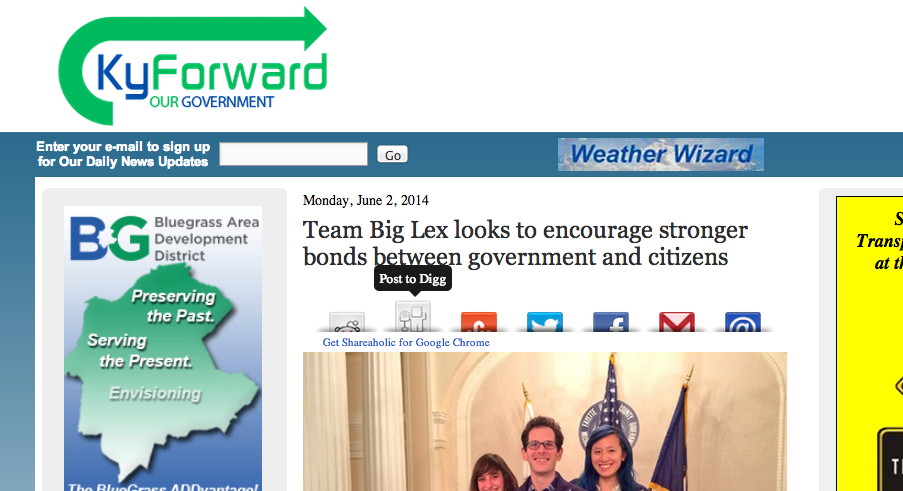 KyForward
OUR GOVERNMENT
Enter your e-mail to sign up
for Our Daily News Updates
Go
Weather Wizard
BG
Bluegrass Area
Development
District
Preserving
the Past.
Serving
the Present.
Envisioning
The BlueGrass ADDvantage!
Monday, June 2, 2014
Team Big Lex looks to encourage stronger
bonds between government and citizens
Post to Digg
Get Shareaholic for Google Chrome
S
Transp
at th
T